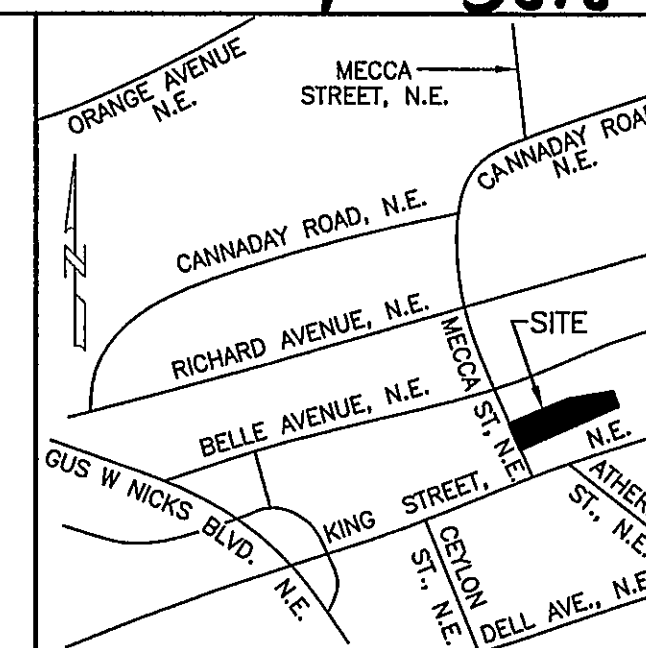 ORANGE AVENUE
N.E.
MECCA
STREET, N.E.
CANNADAY
N.E.
CANNADAY ROAD, N.E.
RICHARD AVENUE, N.E.
MECCA ST, N.E.
SITE
BELLE AVENUE, N.E.
GUS W NICKS BLVD.
N.E.
KING STREET, N.E.
CEYLON
ST., N.E.
ST., N.E.
DELL AVE., N.E